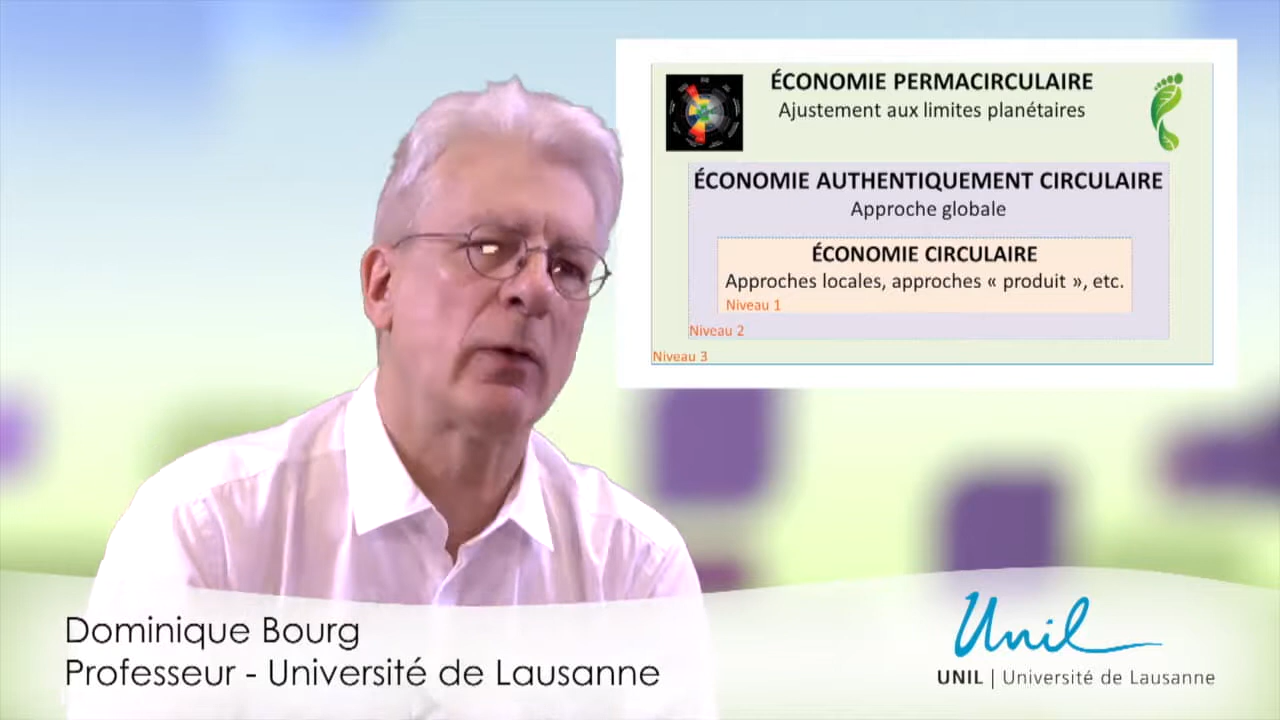 ÉCONOMIE PERMACIRCULAIRE
Ajustement aux limites planétaires
ÉCONOMIE AUTHENTIQUEMENT CIRCULAIRE
Approche globale
ÉCONOMIE CIRCULAIRE
Approches locales, approches « produit », etc.
Niveau 1
Niveau 2
Niveau 3
Dominique Bourg
Professeur - Université de Lausanne
Unil
UNIL | Université de Lausanne